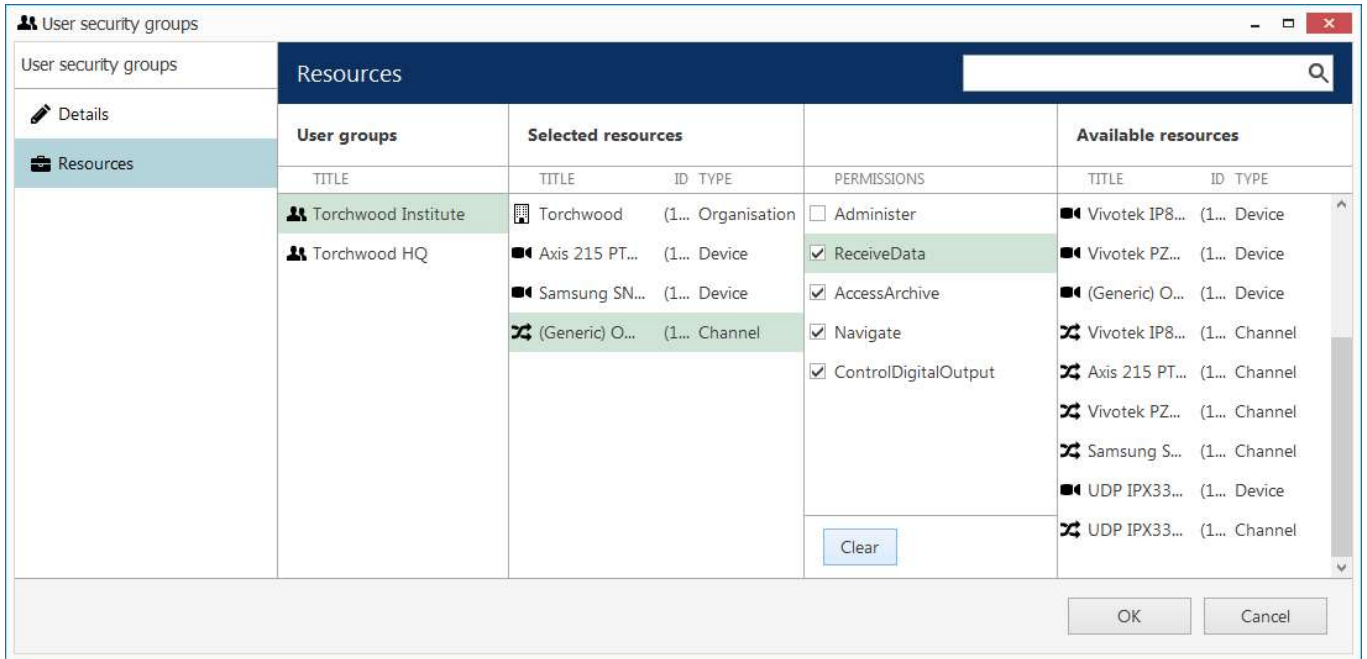 User security groups
User security groups
Resources
Details
Resources
User groups
Selected resources
Available resources
TITLE
TITLE ID TYPE
PERMISSIONS
TITLE ID TYPE
Torchwood Institute
Torchwood HQ
Torchwood (1... Organisation
Axis 215 PT... (1... Device
Samsung SN... (1... Device
(Generic) O... (1... Channel
Administer
ReceiveData
AccessArchive
Navigate
ControlDigitalOutput
Clear
Vivotek IP8... (1... Device
Vivotek PZ... (1... Device
(Generic) O... (1... Device
Vivotek IP8... (1... Channel
Axis 215 PT... (1... Channel
Vivotek PZ... (1... Channel
Samsung S... (1... Channel
UDP IPX33... (1... Device
UDP IPX33... (1... Channel
OK
Cancel